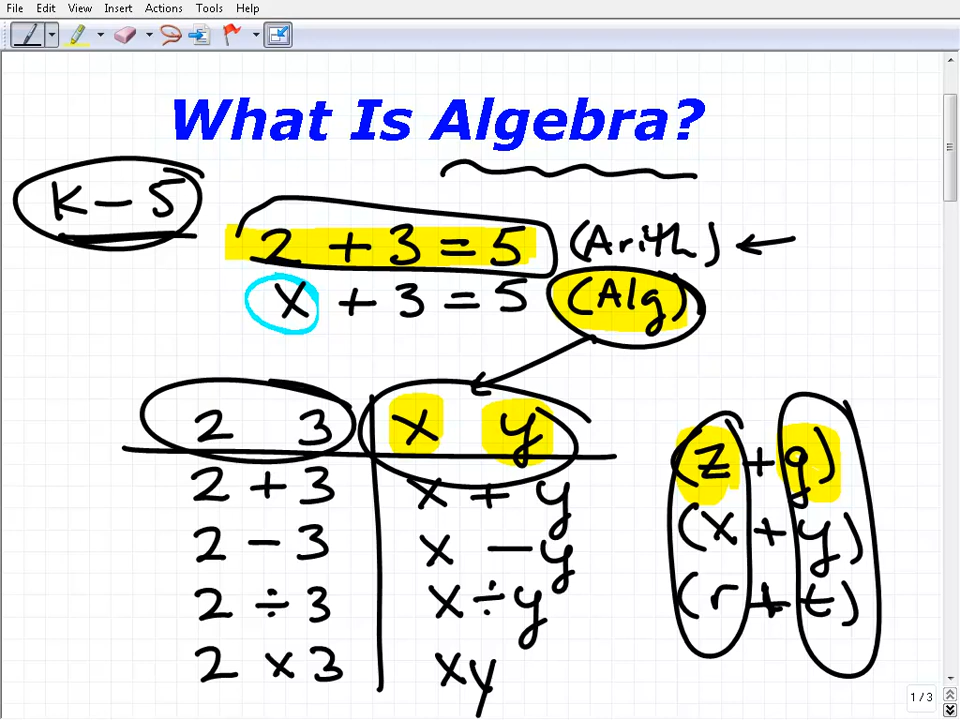 File Edit View Insert Actions Tools Help
What Is Algebra?
K - 5
2 + 3 = 5 (Arith)
x + 3 = 5 (Alg)
2 3 x y
2 + 3 x + y
2 - 3 x - y
2 ÷ 3 x ÷ y
2 x 3 xy
(z + g)
(x + y)
(r + t)
1 / 3